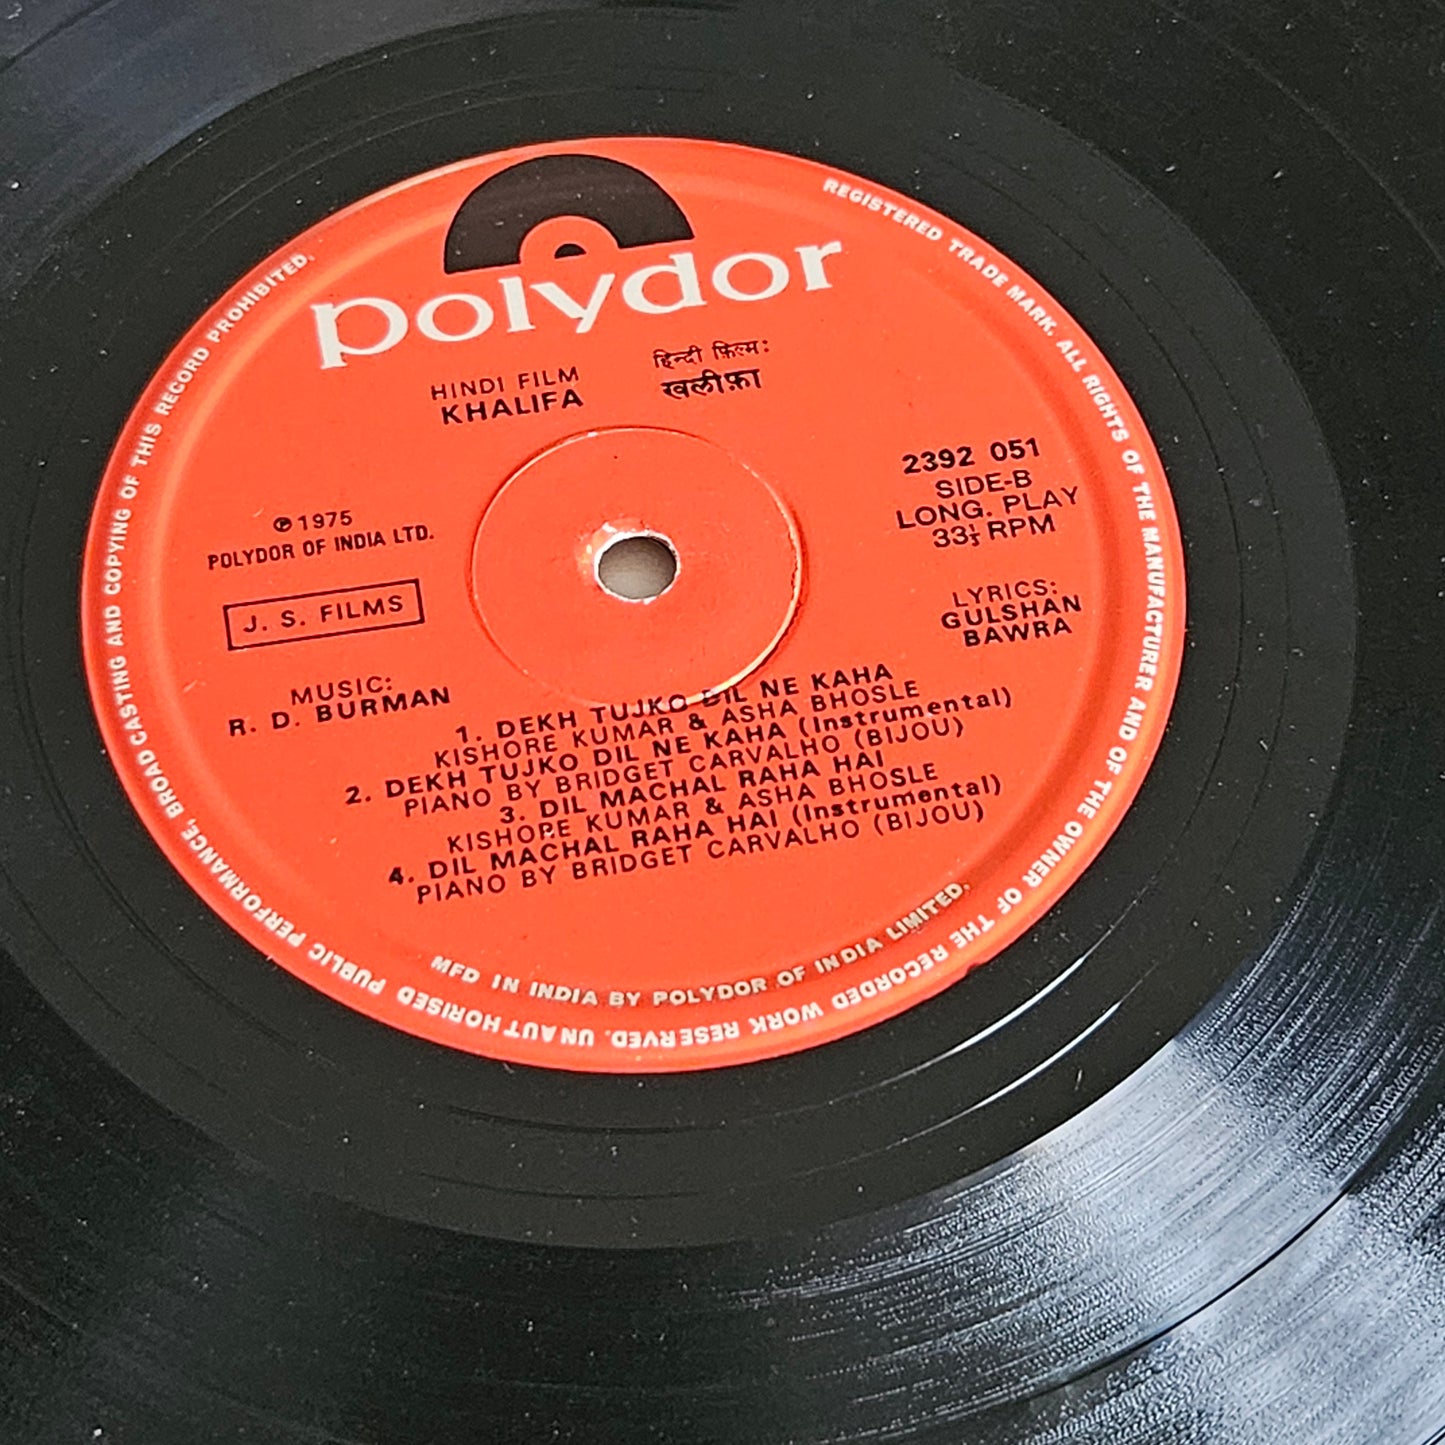 polydor
HINDI FILM
KHALIFA
हिन्दी फ़िल्म:
ख़लीफ़ा
℗ 1975
POLYDOR OF INDIA LTD.
J. S. FILMS
2392 051
SIDE-B
LONG. PLAY
33⅓ RPM
MUSIC:
R. D. BURMAN
LYRICS:
GULSHAN
BAWRA
1. DEKH TUJKO DIL NE KAHA
KISHORE KUMAR & ASHA BHOSLE
2. DEKH TUJKO DIL NE KAHA (Instrumental)
PIANO BY BRIDGET CARVALHO (BIJOU)
3. DIL MACHAL RAHA HAI
KISHORE KUMAR & ASHA BHOSLE
4. DIL MACHAL RAHA HAI (Instrumental)
PIANO BY BRIDGET CARVALHO (BIJOU)
MFD IN INDIA BY POLYDOR OF INDIA LIMITED.
REGISTERED TRADE MARK. ALL RIGHTS OF THE MANUFACTURER AND OF THE OWNER OF THE RECORDED WORK RESERVED. UNAUTHORISED PUBLIC PERFORMANCE, BROADCASTING AND COPYING OF THIS RECORD PROHIBITED.